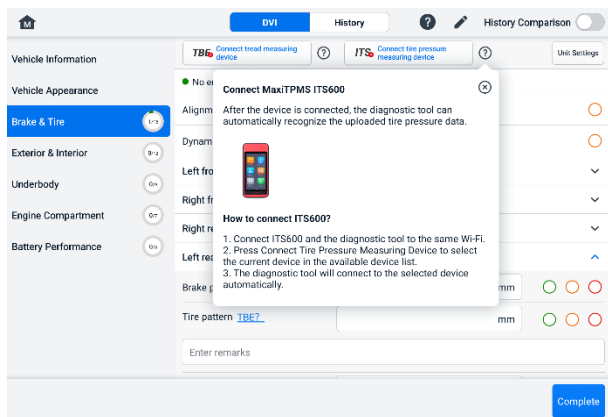 M
DVI
History
?
History Comparison
Vehicle Information
Vehicle Appearance
Brake & Tire
Exterior & Interior
Underbody
Engine Compartment
Battery Performance
TBE Connect tread measuring device
?
ITS Connect tire pressure measuring device
?
Unit Settings
No e
Alignm
Dynam
Left fro
Right fr
Right re
Left rea
Connect MaxiTPMS ITS600
After the device is connected, the diagnostic tool can
automatically recognize the uploaded tire pressure data.
How to connect ITS600?
1. Connect ITS600 and the diagnostic tool to the same Wi-Fi.
2. Press Connect Tire Pressure Measuring Device to select
the current device in the available device list.
3. The diagnostic tool will connect to the selected device
automatically.
Brake p
mm
Tire pattern TBE?
mm
Enter remarks
Complete